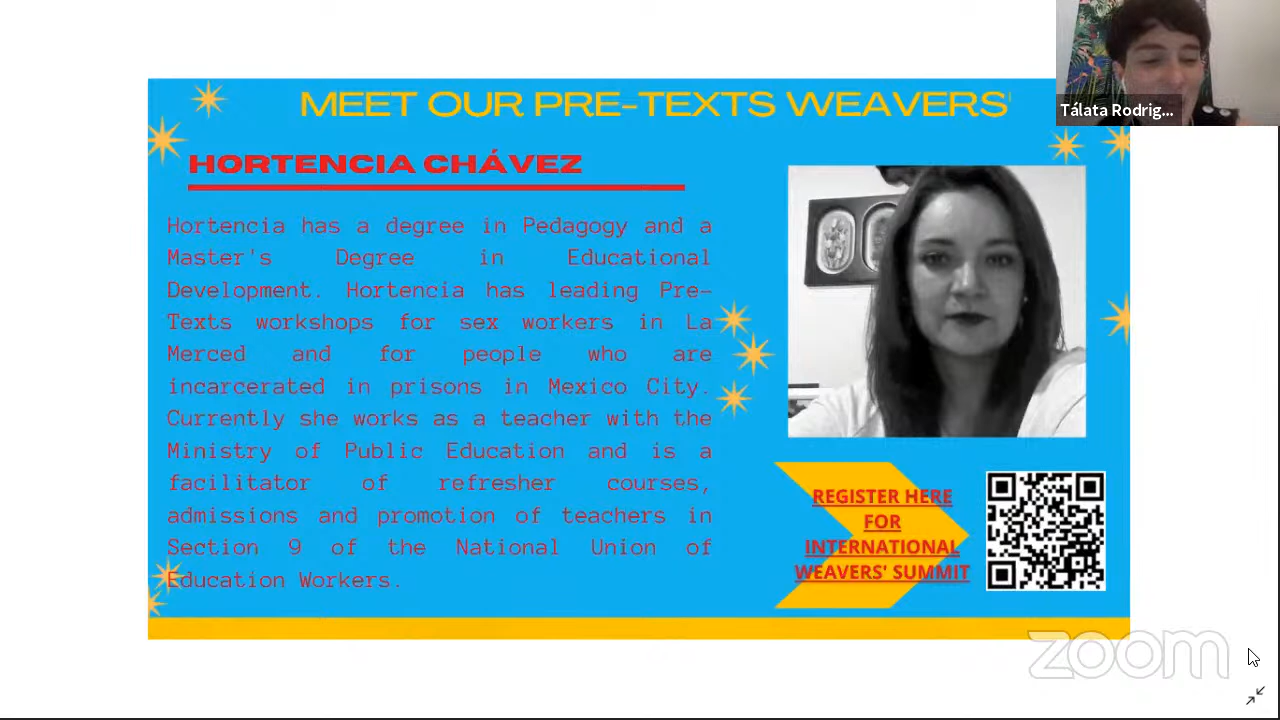 MEET OUR PRE-TEXTS WEAVERS'
Tálata Rodrig...
HORTENCIA CHÁVEZ
Hortencia has a degree in Pedagogy and a
Master's Degree in Educational
Development. Hortencia has leading Pre-
Texts workshops for sex workers in La
Merced and for people who are
incarcerated in prisons in Mexico City.
Currently she works as a teacher with the
Ministry of Public Education and is a
facilitator of refresher courses,
admissions and promotion of teachers in
Section 9 of the National Union of
Education Workers.
REGISTER HERE
FOR
INTERNATIONAL
WEAVERS' SUMMIT
zoom